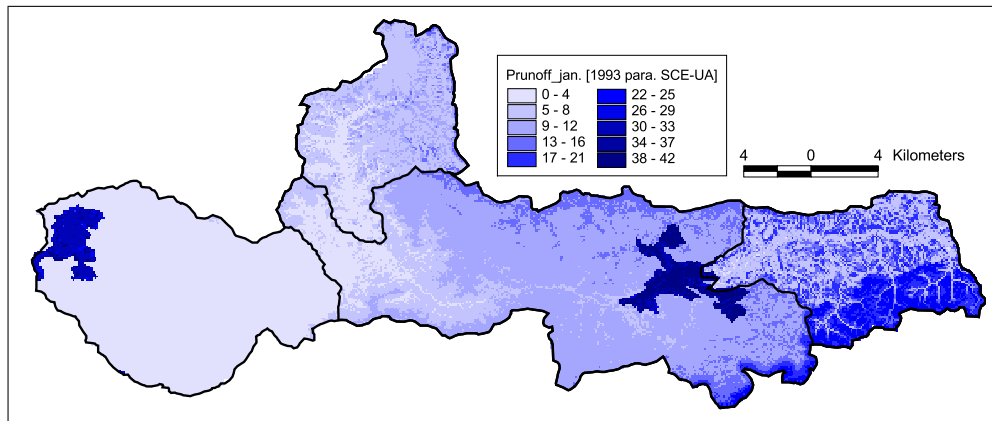 Prunoff_jan. [1993 para. SCE-UA]
0 - 4
5 - 8
9 - 12
13 - 16
17 - 21
22 - 25
26 - 29
30 - 33
34 - 37
38 - 42
4 0 4 Kilometers